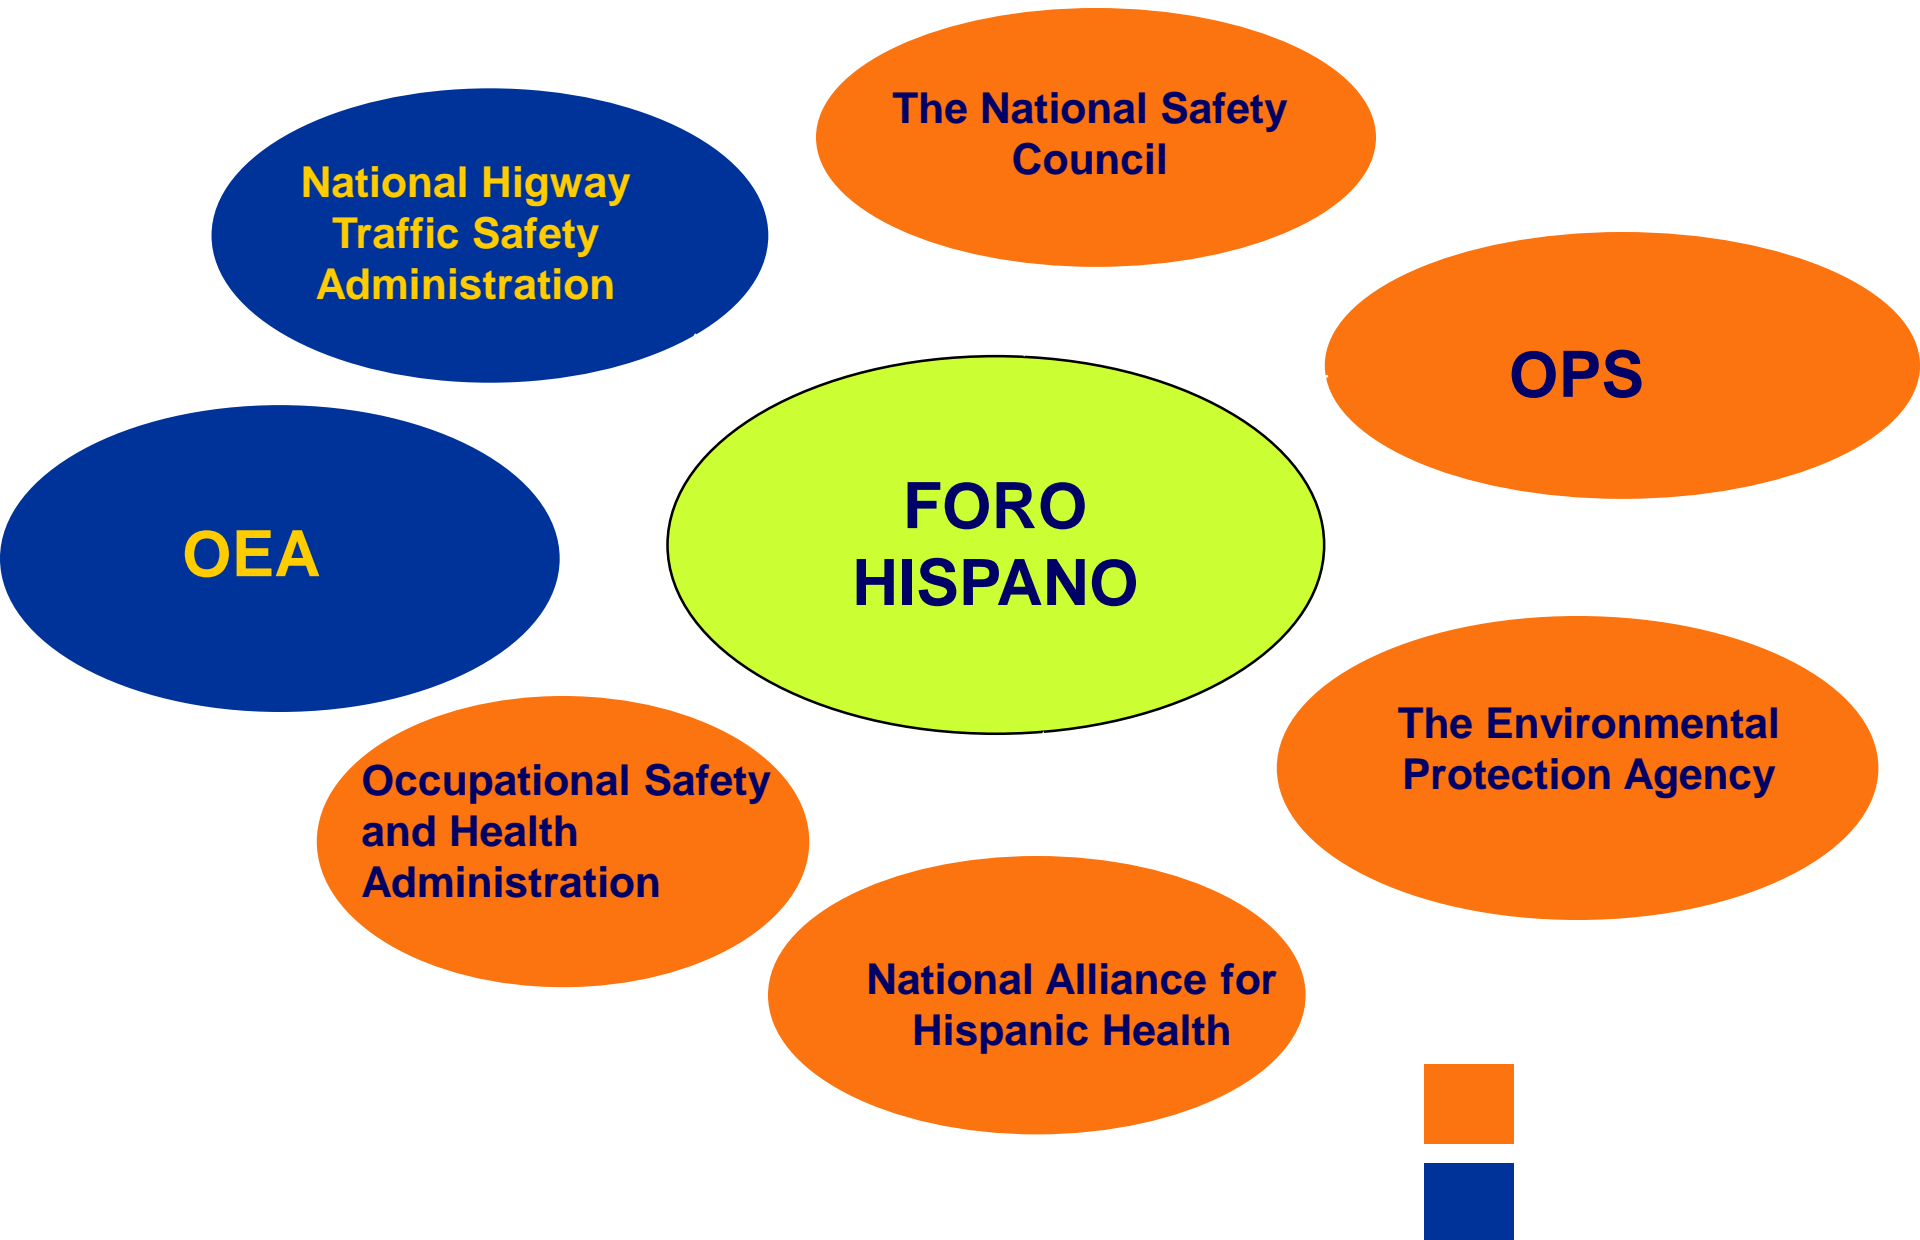 The National Safety
Council
National Higway
Traffic Safety
Administration
OPS
FORO
HISPANO
OEA
The Environmental
Protection Agency
Occupational Safety
and Health
Administration
National Alliance for
Hispanic Health